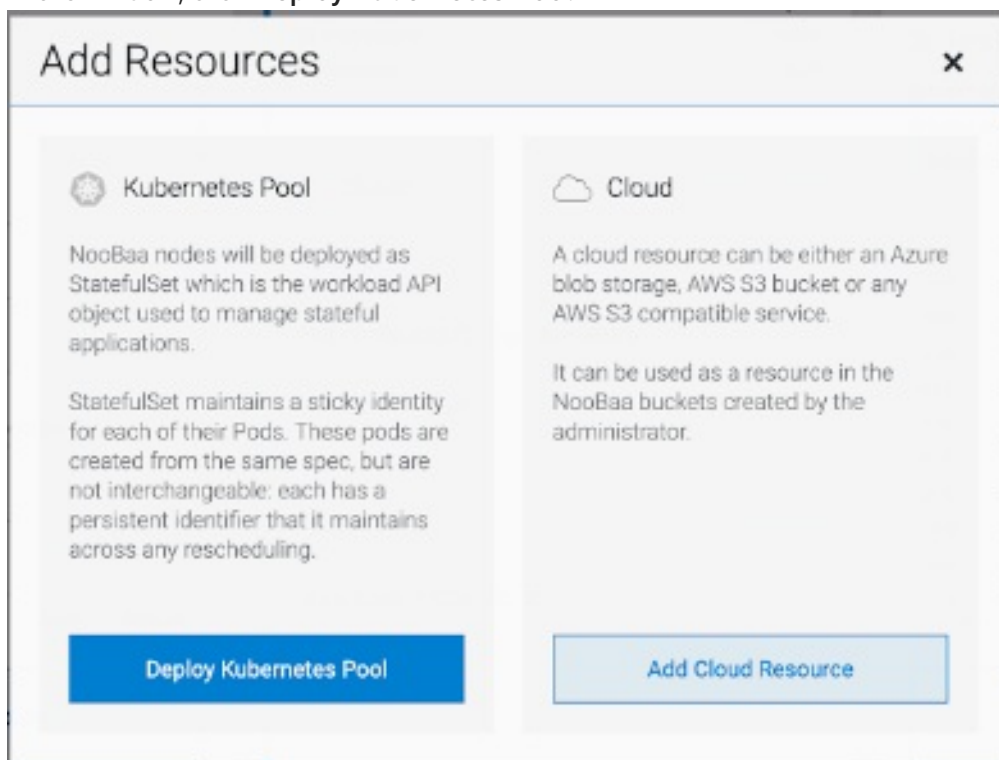 Add Resources
Kubernetes Pool
NooBaa nodes will be deployed as
StatefulSet which is the workload API
object used to manage stateful
applications.
StatefulSet maintains a sticky identity
for each of their Pods. These pods are
created from the same spec, but are
not interchangeable: each has a
persistent identifier that it maintains
across any rescheduling.
Deploy Kubernetes Pool
Cloud
A cloud resource can be either an Azure
blob storage, AWS S3 bucket or any
AWS S3 compatible service.
It can be used as a resource in the
NooBaa buckets created by the
administrator.
Add Cloud Resource